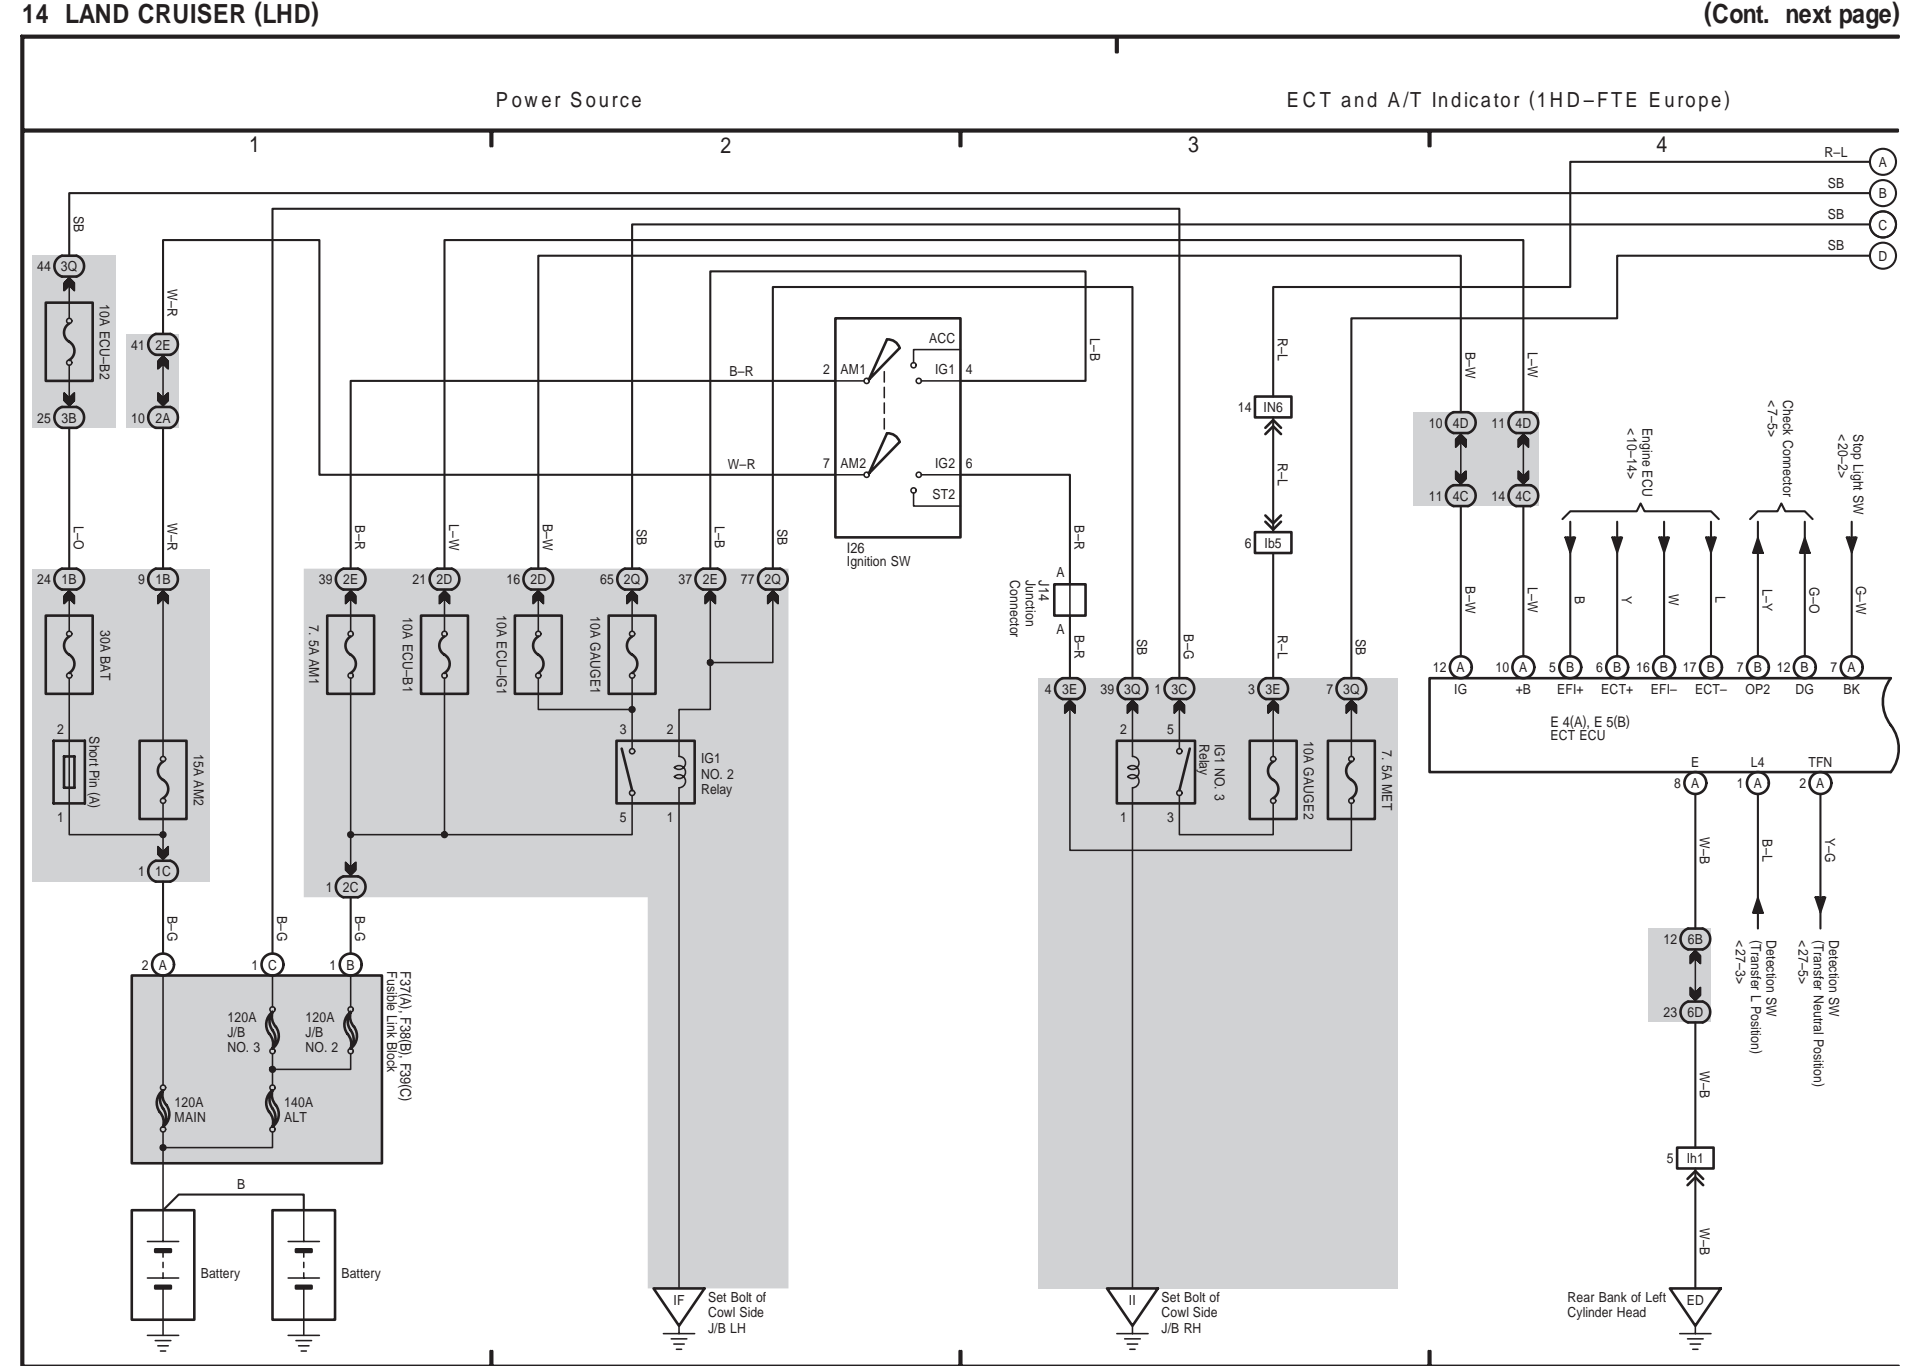 14 LAND CRUISER (LHD)
(Cont. next page)
Power Source
ECT and A/T Indicator (1HD–FTE Europe)
1
2
3
4
R–L
A
SB
B
SB
C
SB
D
SB
44 3Q
10A ECU–B2
25 3B
W–R
41 2E
10 2A
L–O
W–R
24 1B
9 1B
30A BAT
2
Short Pin (A)
1
15A AM2
1 1C
B–G
B–G
B–G
2 A
1 C
1 B
F37(A), F38(B), F39(C)
Fusible Link Block
120A
J/B
NO. 3
120A
J/B
NO. 2
120A
MAIN
140A
ALT
B
Battery
Battery
B–R
W–R
2 AM1
ACC
IG1 4
7 AM2
IG2 6
ST2
I26
Ignition SW
L–B
B–R
L–W
B–W
SB
L–B
SB
39 2E
21 2D
16 2D
65 2Q
37 2E
77 2Q
7. 5A AM1
10A ECU–B1
10A ECU–IG1
10A GAUGE1
3
2
IG1
NO. 2
Relay
5
1
1 2C
IF
Set Bolt of
Cowl Side
J/B LH
B–R
A
J14
Junction
Connector
A
B–R
SB
B–G
R–L
14 IN6
R–L
6 Ib5
R–L
SB
4 3E
39 3Q
1 3C
3 3E
7 3Q
2
5
IG1 NO. 3
Relay
1
3
10A GAUGE2
7. 5A MET
II
Set Bolt of
Cowl Side
J/B RH
B–W
L–W
10 4D
11 4D
11 4C
14 4C
B–W
L–W
Engine ECU
<10–14>
Check Connector
<7–5>
Stop Light SW
<20–2>
B
Y
W
L
L–Y
G–O
G–W
12 A
10 A
5 B
6 B
16 B
17 B
7 B
12 B
7 A
IG
+B
EFI+
ECT+
EFI–
ECT–
OP2
DG
BK
E 4(A), E 5(B)
ECT ECU
E
L4
TFN
8 A
1 A
2 A
W–B
B–L
Y–G
12 6B
23 6D
Detection SW
(Transfer L Position)
<27–3>
Detection SW
(Transfer Neutral Position)
<27–5>
W–B
5 Ih1
W–B
Rear Bank of Left
Cylinder Head
ED